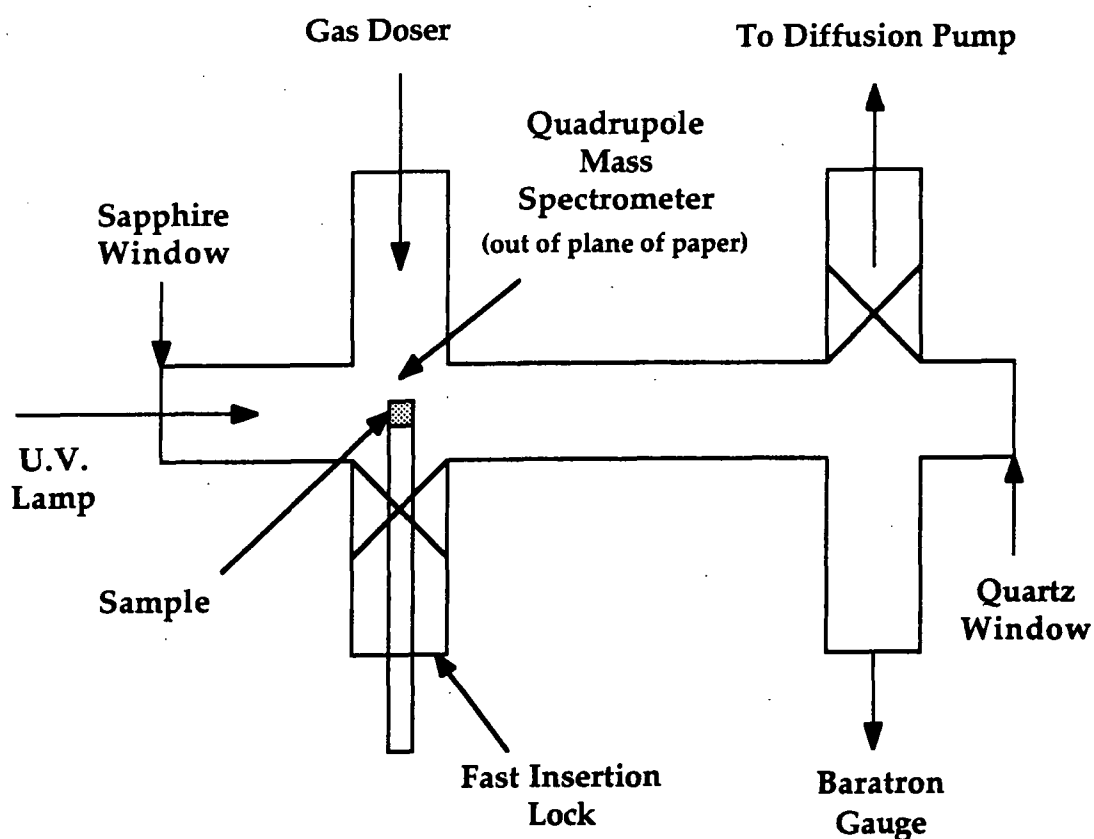 Gas Doser
To Diffusion Pump
Quadrupole
Mass
Spectrometer
(out of plane of paper)
Sapphire
Window
U.V.
Lamp
Sample
Quartz
Window
Fast Insertion
Lock
Baratron
Gauge